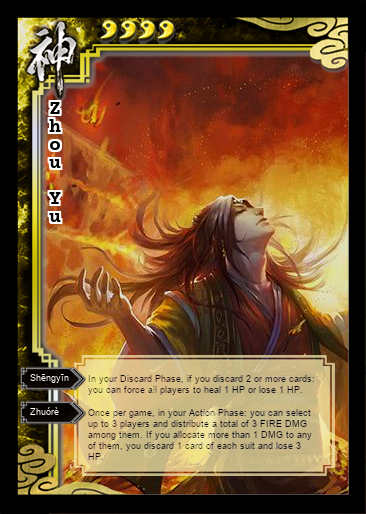 神
Zhou Yu
Shēngyīn
In your Discard Phase, if you discard 2 or more cards:
you can force all players to heal 1 HP or lose 1 HP.
Zhuórè
Once per game, in your Action Phase: you can select
up to 3 players and distribute a total of 3 FIRE DMG
among them. If you allocate more than 1 DMG to any
of them, you discard 1 card of each suit and lose 3
HP.